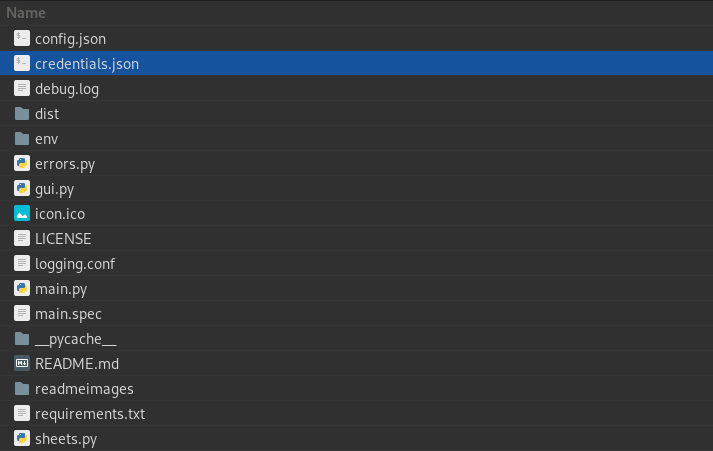 Name
config.json
credentials.json
debug.log
dist
env
errors.py
gui.py
icon.ico
LICENSE
logging.conf
main.py
main.spec
__pycache__
README.md
readmeimages
requirements.txt
sheets.py